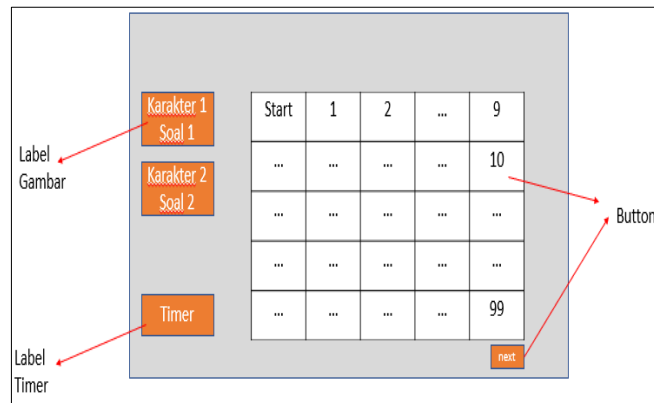 Karakter 1
Soal 1
Karakter 2
Soal 2
Timer
Start 1 2 ... 9
... ... ... ... 10
... ... ... ... ...
... ... ... ... ...
... ... ... ... 99
next
Label
Gambar
Label
Timer
Button